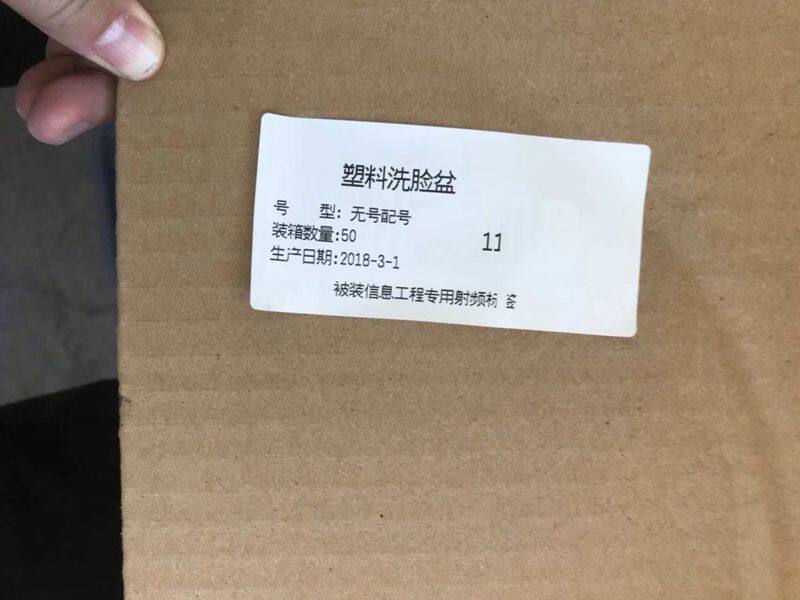 塑料洗脸盆
号 型: 无号配号
装箱数量:50
11
生产日期:2018-3-1
被装信息工程专用射频标 签